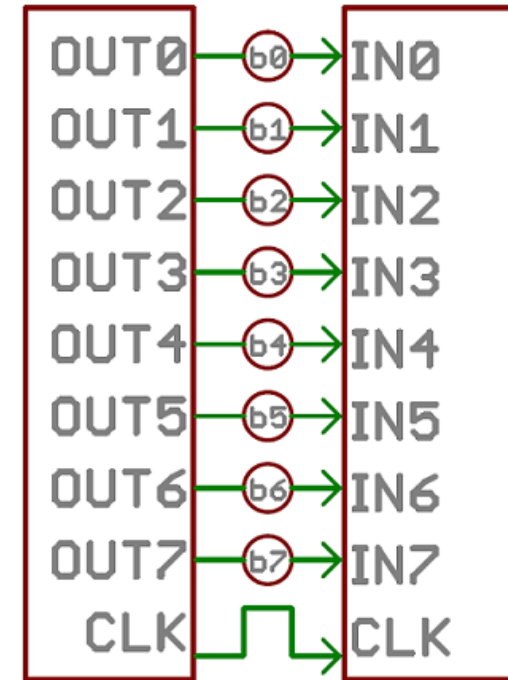 OUT0 b0 IN0
OUT1 b1 IN1
OUT2 b2 IN2
OUT3 b3 IN3
OUT4 b4 IN4
OUT5 b5 IN5
OUT6 b6 IN6
OUT7 b7 IN7
CLK CLK